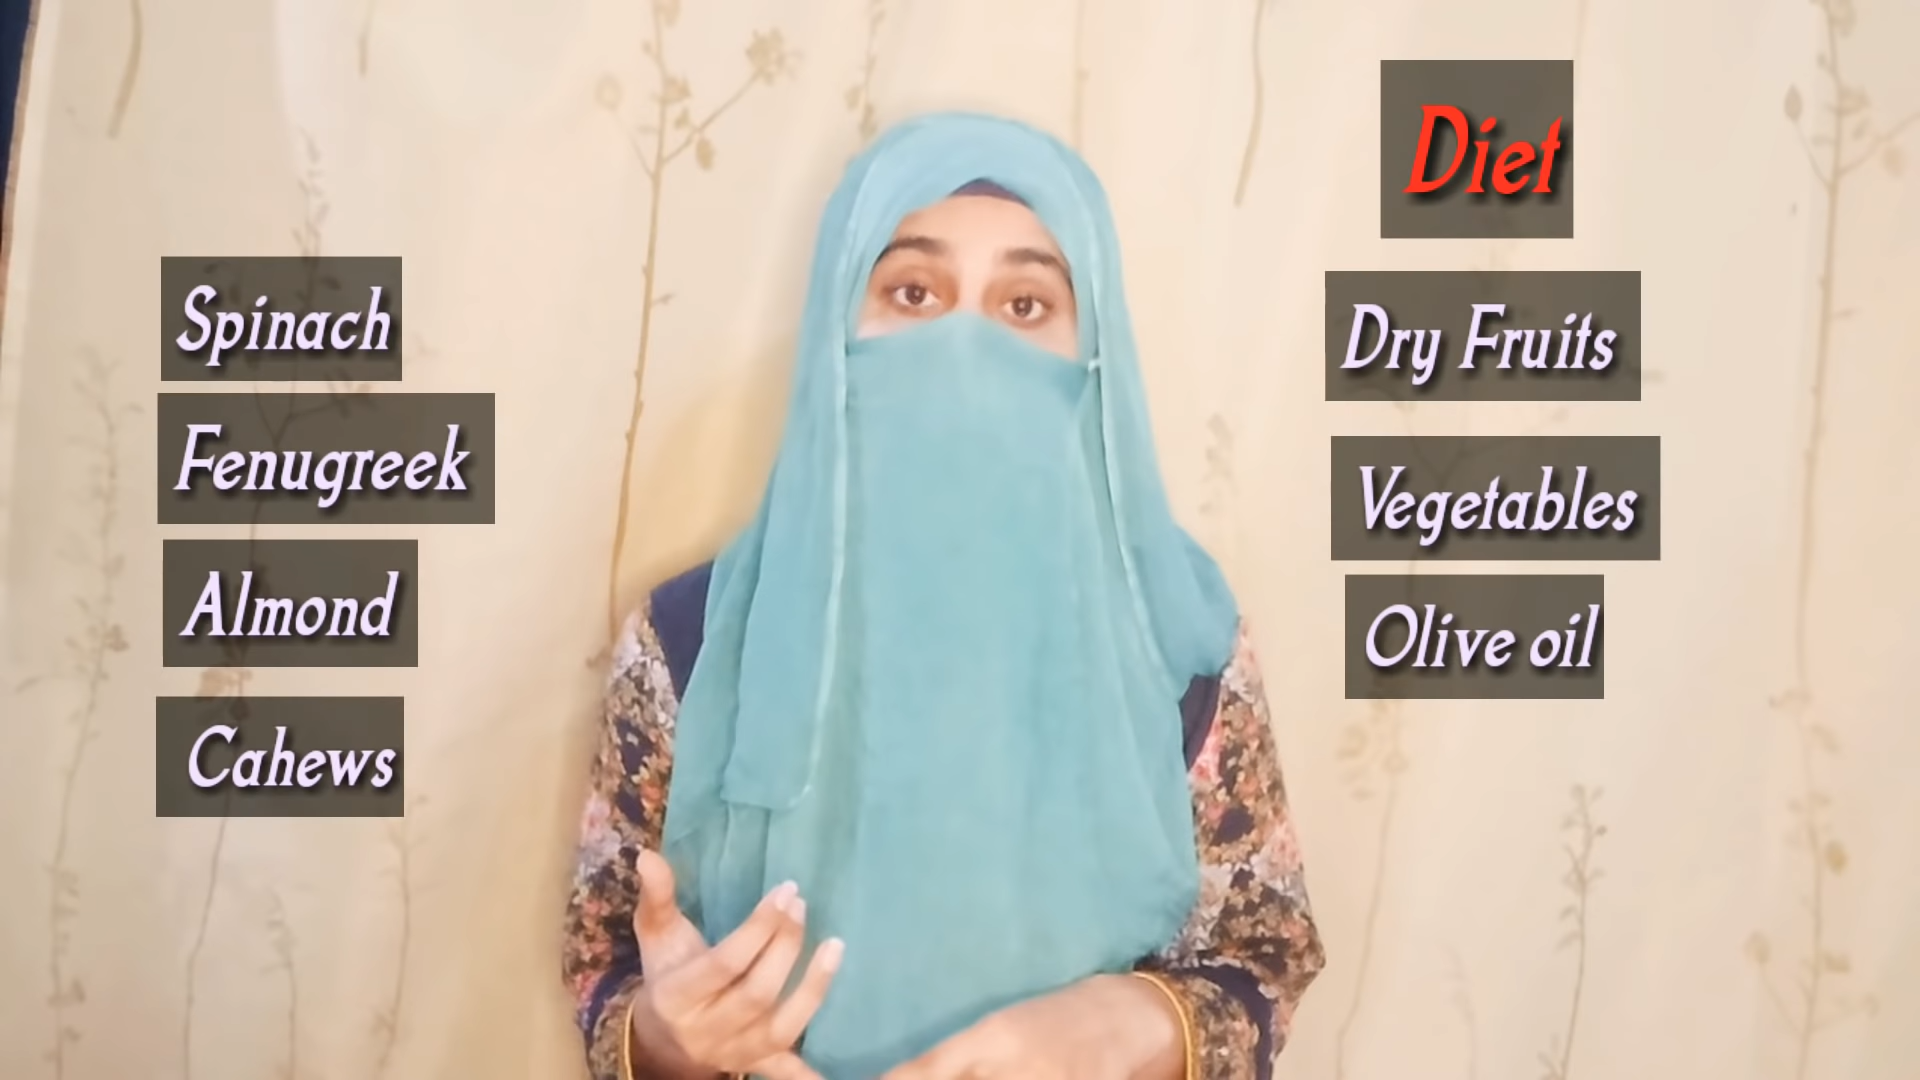 Diet
Spinach
Fenugreek
Almond
Cahews
Dry Fruits
Vegetables
Olive oil